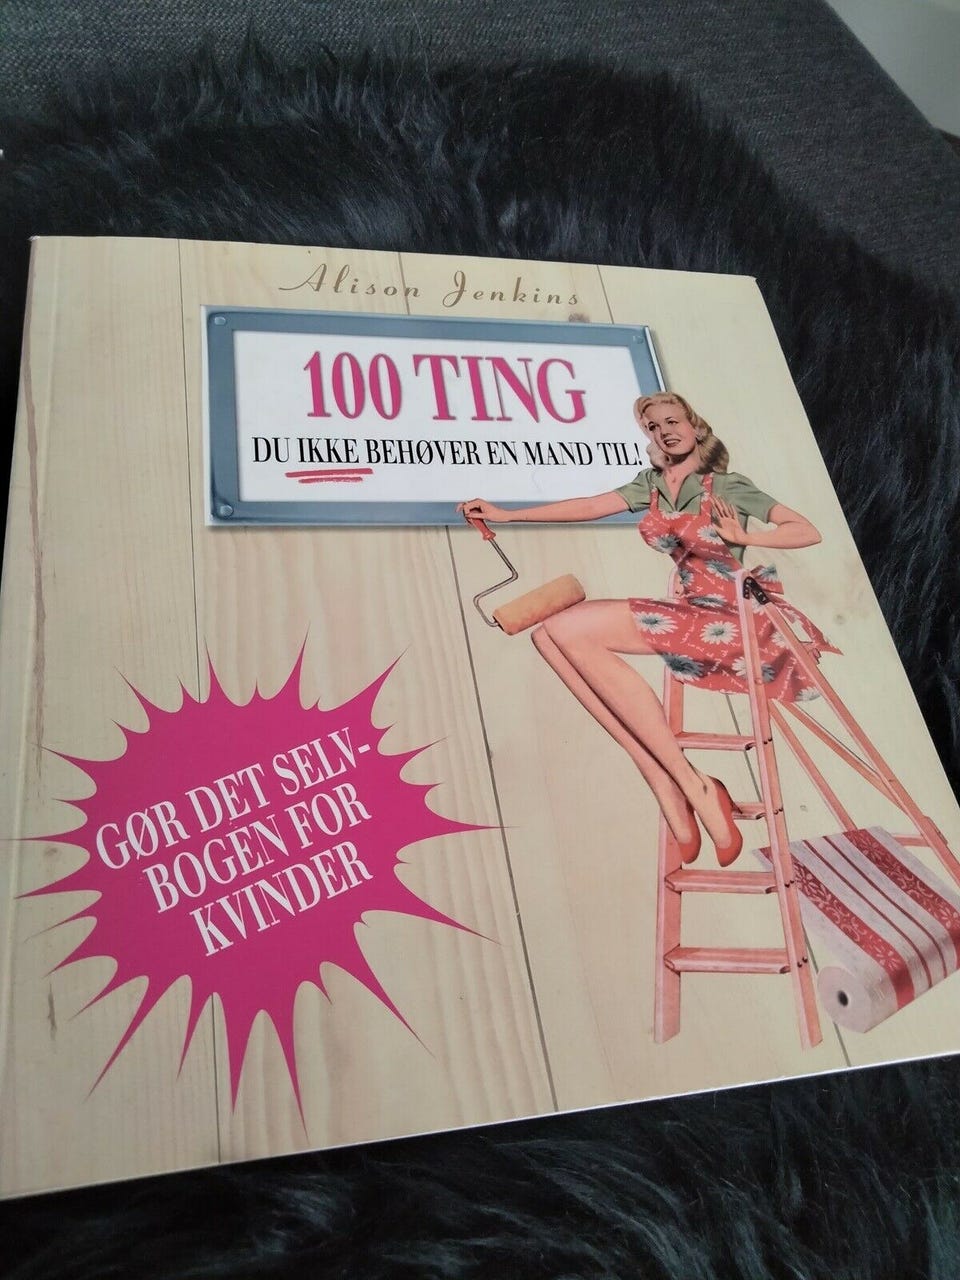 Alison Jenkins
100 TING
DU IKKE BEHØVER EN MAND TIL!
GØR DET SELV-
BOGEN FOR
KVINDER